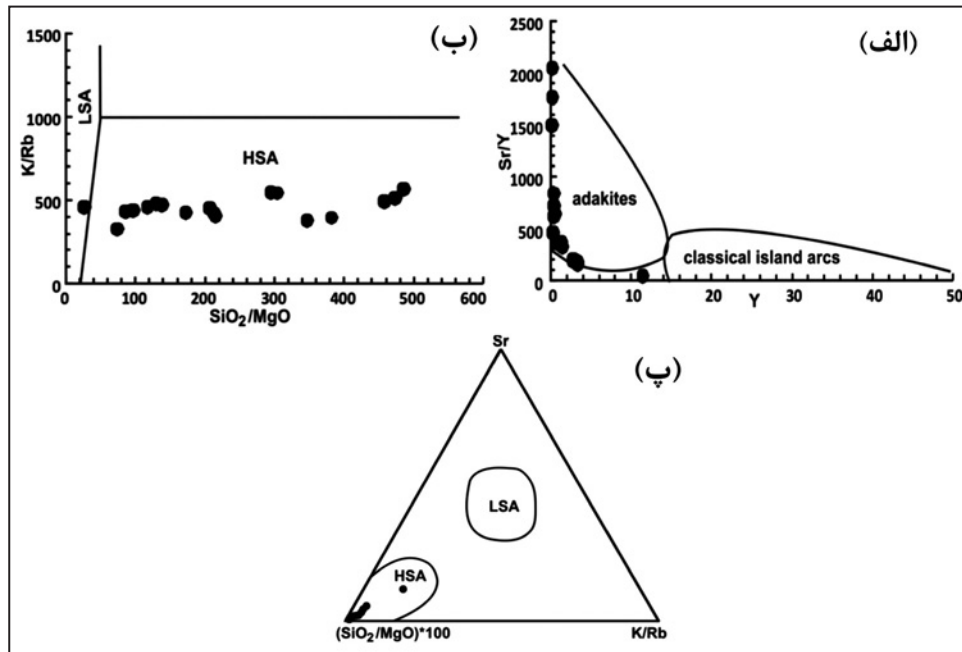 (الف)
2500
2000
1500
1000
500
0
Sr/Y
adakites
classical island arcs
0 10 20 30 40 50
Y
(ب)
1500
1000
500
0
K/Rb
LSA
HSA
0 100 200 300 400 500 600
SiO₂/MgO
(پ)
Sr
LSA
HSA
(SiO₂/MgO)*100 K/Rb